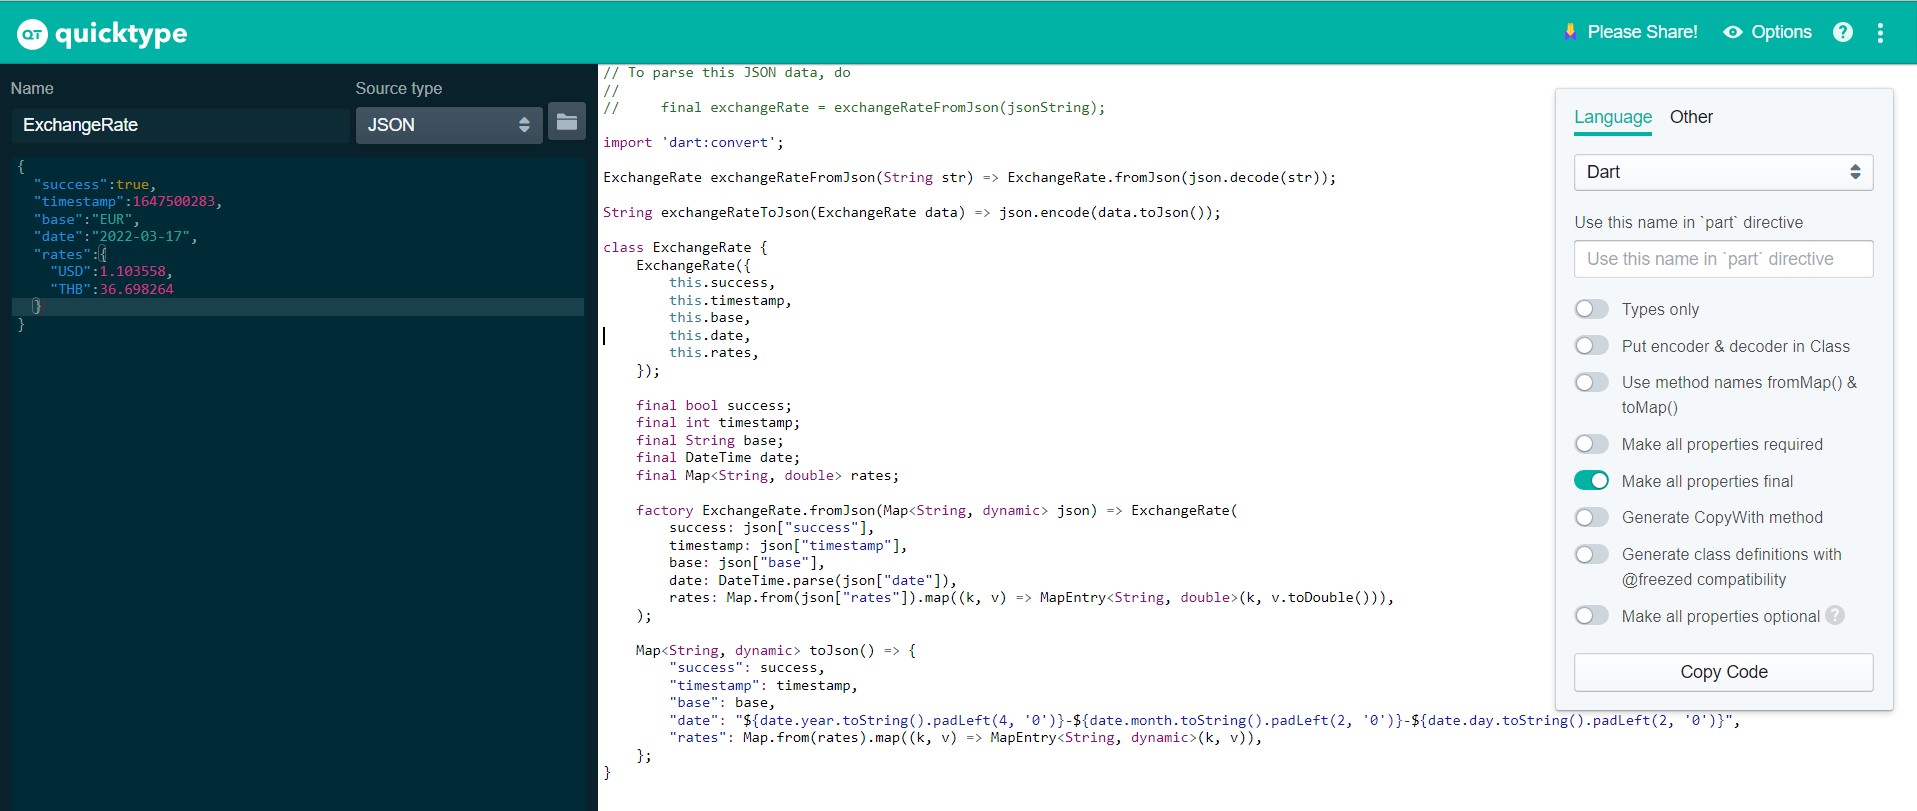 QT quicktype
Please Share! Options ?
Name Source type
ExchangeRate JSON
{
"success":true,
"timestamp":1647500283,
"base":"EUR",
"date":"2022-03-17",
"rates":{
"USD":1.103558,
"THB":36.698264
}
}
// To parse this JSON data, do
//
// final exchangeRate = exchangeRateFromJson(jsonString);
import 'dart:convert';
ExchangeRate exchangeRateFromJson(String str) => ExchangeRate.fromJson(json.decode(str));
String exchangeRateToJson(ExchangeRate data) => json.encode(data.toJson());
class ExchangeRate {
ExchangeRate({
this.success,
this.timestamp,
this.base,
this.date,
this.rates,
});
final bool success;
final int timestamp;
final String base;
final DateTime date;
final Map<String, double> rates;
factory ExchangeRate.fromJson(Map<String, dynamic> json) => ExchangeRate(
success: json["success"],
timestamp: json["timestamp"],
base: json["base"],
date: DateTime.parse(json["date"]),
rates: Map.from(json["rates"]).map((k, v) => MapEntry<String, double>(k, v.toDouble())),
);
Map<String, dynamic> toJson() => {
"success": success,
"timestamp": timestamp,
"base": base,
"date": "${date.year.toString().padLeft(4, '0')}-${date.month.toString().padLeft(2, '0')}-${date.day.toString().padLeft(2, '0')}",
"rates": Map.from(rates).map((k, v) => MapEntry<String, dynamic>(k, v)),
};
}
Language Other
Dart
Use this name in `part` directive
Use this name in `part` directive
Types only
Put encoder & decoder in Class
Use method names fromMap() &
toMap()
Make all properties required
Make all properties final
Generate CopyWith method
Generate class definitions with
@freezed compatibility
Make all properties optional ?
Copy Code